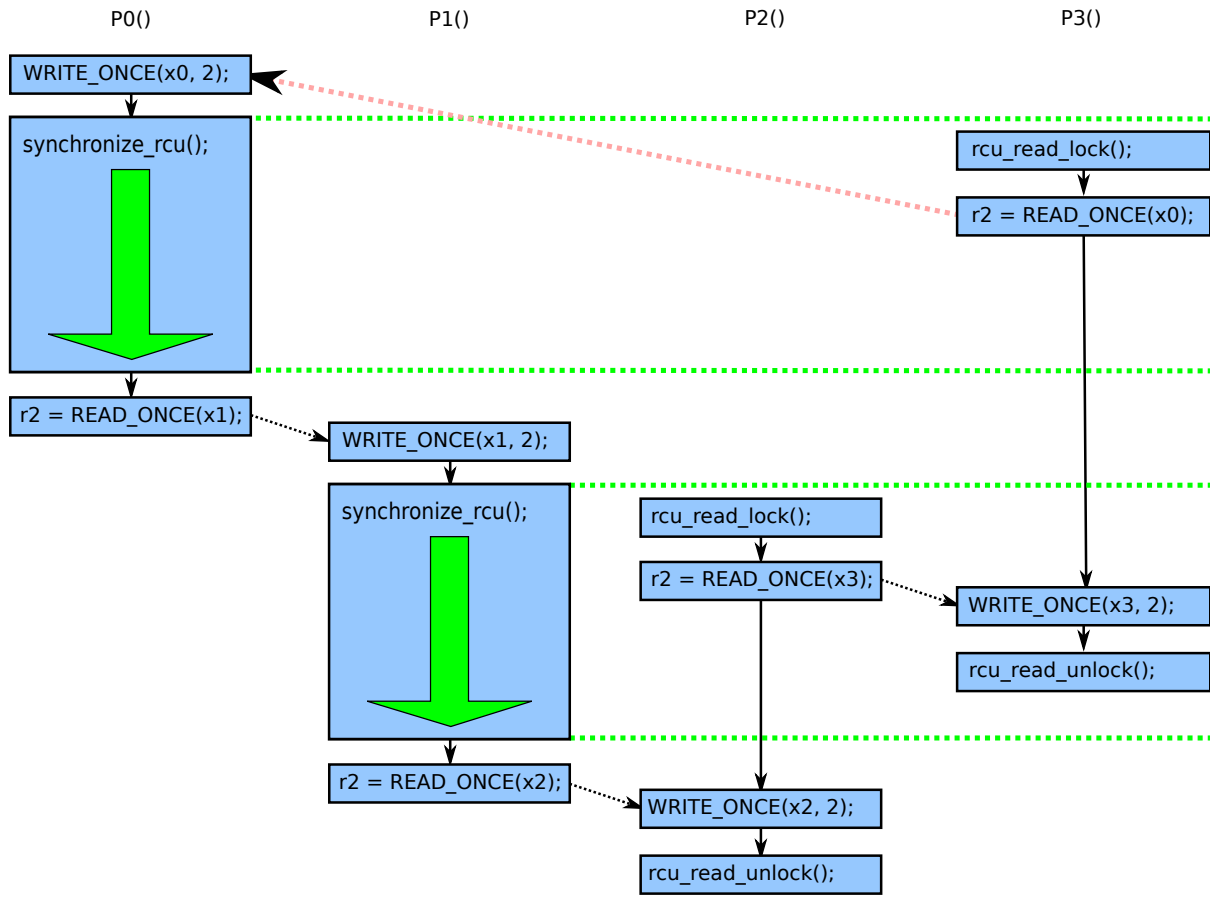 P0()
P1()
P2()
P3()
WRITE_ONCE(x0, 2);
synchronize_rcu();
rcu_read_lock();
r2 = READ_ONCE(x0);
r2 = READ_ONCE(x1);
WRITE_ONCE(x1, 2);
synchronize_rcu();
rcu_read_lock();
r2 = READ_ONCE(x3);
WRITE_ONCE(x3, 2);
rcu_read_unlock();
r2 = READ_ONCE(x2);
WRITE_ONCE(x2, 2);
rcu_read_unlock();